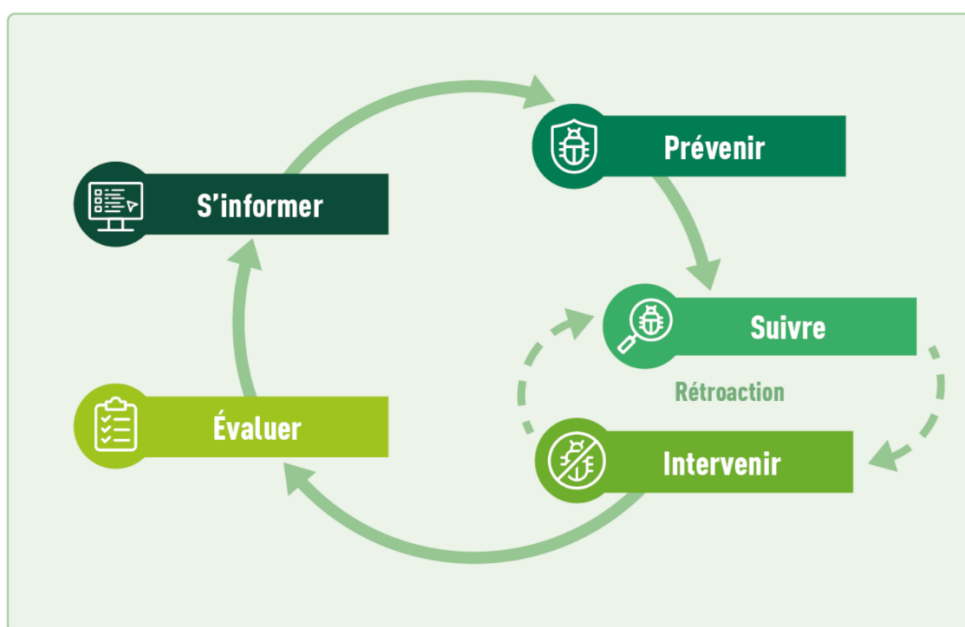 Prévenir
S'informer
Suivre
Rétroaction
Évaluer
Intervenir